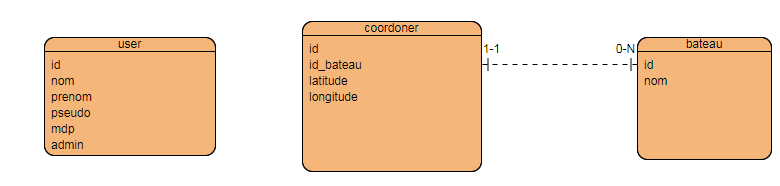 user
id
nom
prenom
pseudo
mdp
admin
coordoner
id
id_bateau
latitude
longitude
1-1
0-N
bateau
id
nom